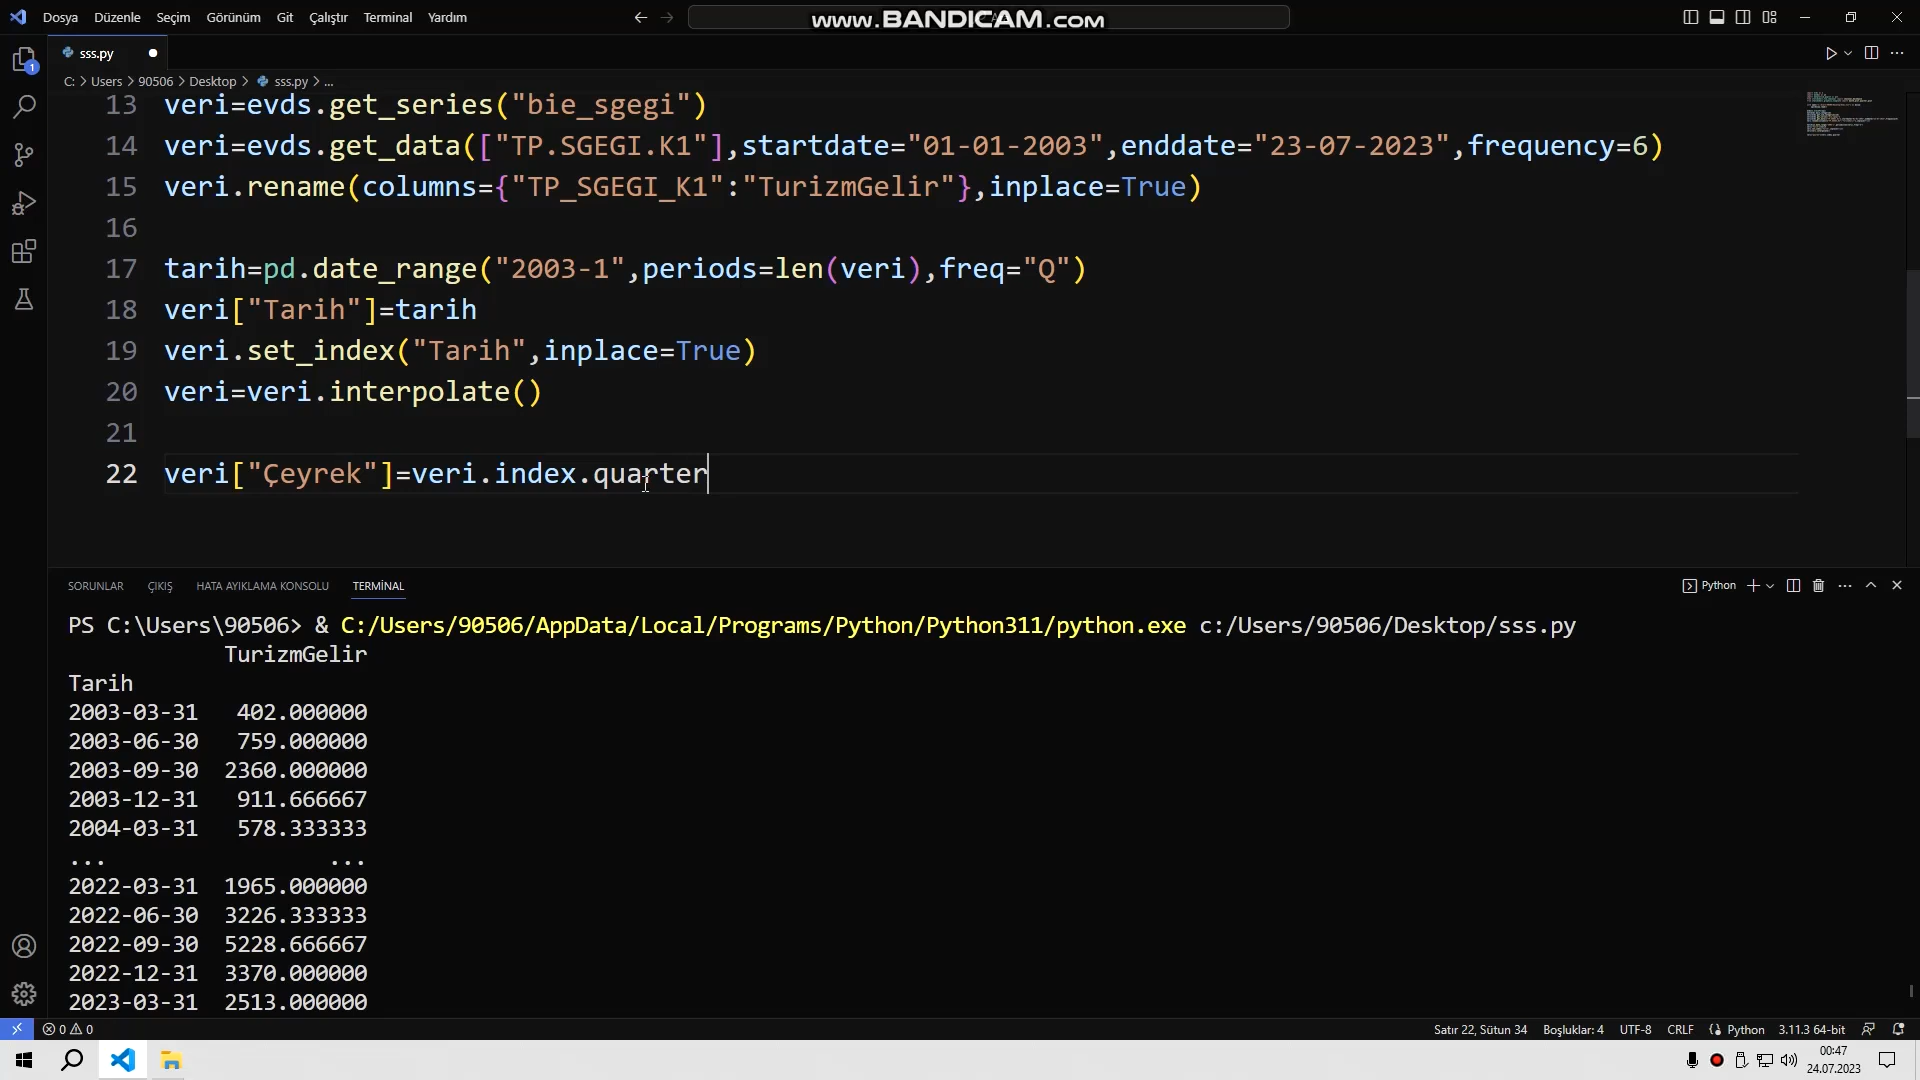 Dosya Düzenle Seçim Görünüm Git Çalıştır Terminal Yardım
www.BANDICAM.com
sss.py
C: > Users > 90506 > Desktop > sss.py > ...
13 veri=evds.get_series("bie_sgegi")
14 veri=evds.get_data(["TP.SGEGI.K1"],startdate="01-01-2003",enddate="23-07-2023",frequency=6)
15 veri.rename(columns={"TP_SGEGI_K1":"TurizmGelir"},inplace=True)
16
17 tarih=pd.date_range("2003-1",periods=len(veri),freq="Q")
18 veri["Tarih"]=tarih
19 veri.set_index("Tarih",inplace=True)
20 veri=veri.interpolate()
21
22 veri["Çeyrek"]=veri.index.quarter
SORUNLAR ÇIKIŞ HATA AYIKLAMA KONSOLU TERMİNAL
Python
PS C:\Users\90506> & C:/Users/90506/AppData/Local/Programs/Python/Python311/python.exe c:/Users/90506/Desktop/sss.py
TurizmGelir
Tarih
2003-03-31 402.000000
2003-06-30 759.000000
2003-09-30 2360.000000
2003-12-31 911.666667
2004-03-31 578.333333
... ...
2022-03-31 1965.000000
2022-06-30 3226.333333
2022-09-30 5228.666667
2022-12-31 3370.000000
2023-03-31 2513.000000
0 0 Satır 22, Sütun 34 Boşluklar: 4 UTF-8 CRLF Python 3.11.3 64-bit
00:47
24.07.2023